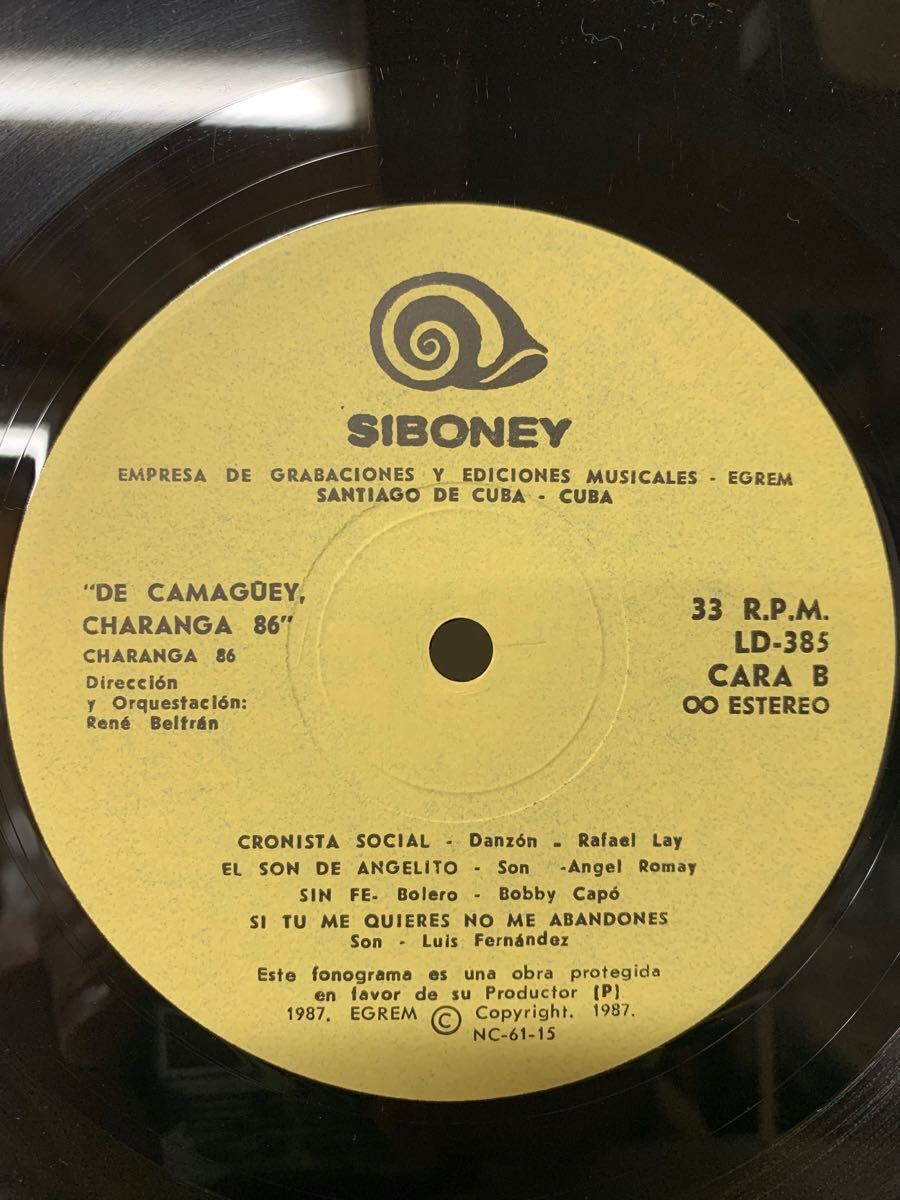 SIBONEY
EMPRESA DE GRABACIONES Y EDICIONES MUSICALES - EGREM
SANTIAGO DE CUBA - CUBA
"DE CAMAGÜEY,
CHARANGA 86"
CHARANGA 86
Dirección
y Orquestación:
René Beltrán
33 R.P.M.
LD-385
CARA B
OO ESTEREO
CRONISTA SOCIAL - Danzón - Rafael Lay
EL SON DE ANGELITO - Son -Angel Romay
SIN FE- Bolero - Bobby Capó
SI TU ME QUIERES NO ME ABANDONES
Son - Luis Fernández
Este fonograma es una obra protegida
en favor de su Productor (P)
1987. EGREM © Copyright. 1987.
NC-61-15